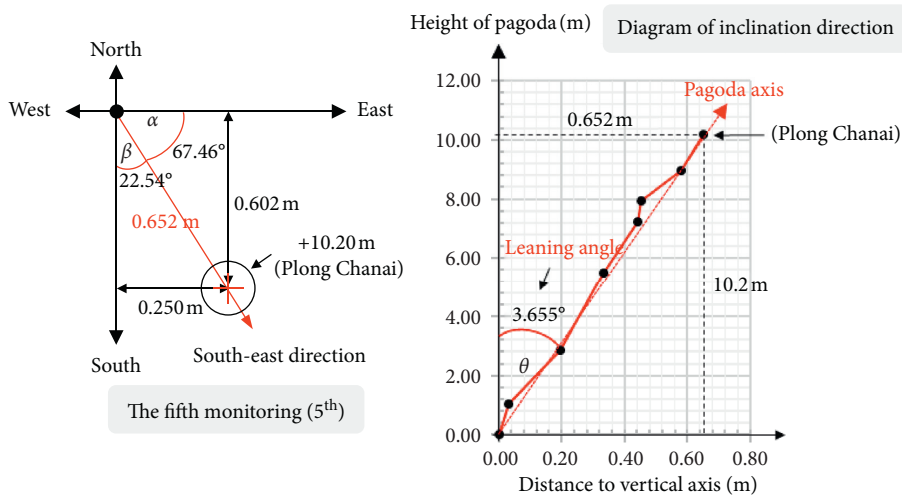 North
West
East
South
α
β
67.46°
22.54°
0.602 m
0.652 m
+10.20 m
(Plong Chanai)
0.250 m
South-east direction
The fifth monitoring (5th)
Height of pagoda (m)
Diagram of inclination direction
12.00
10.00
8.00
6.00
4.00
2.00
0.00
Pagoda axis
0.652 m
(Plong Chanai)
Leaning angle
3.655°
θ
10.2 m
0.00 0.20 0.40 0.60 0.80
Distance to vertical axis (m)